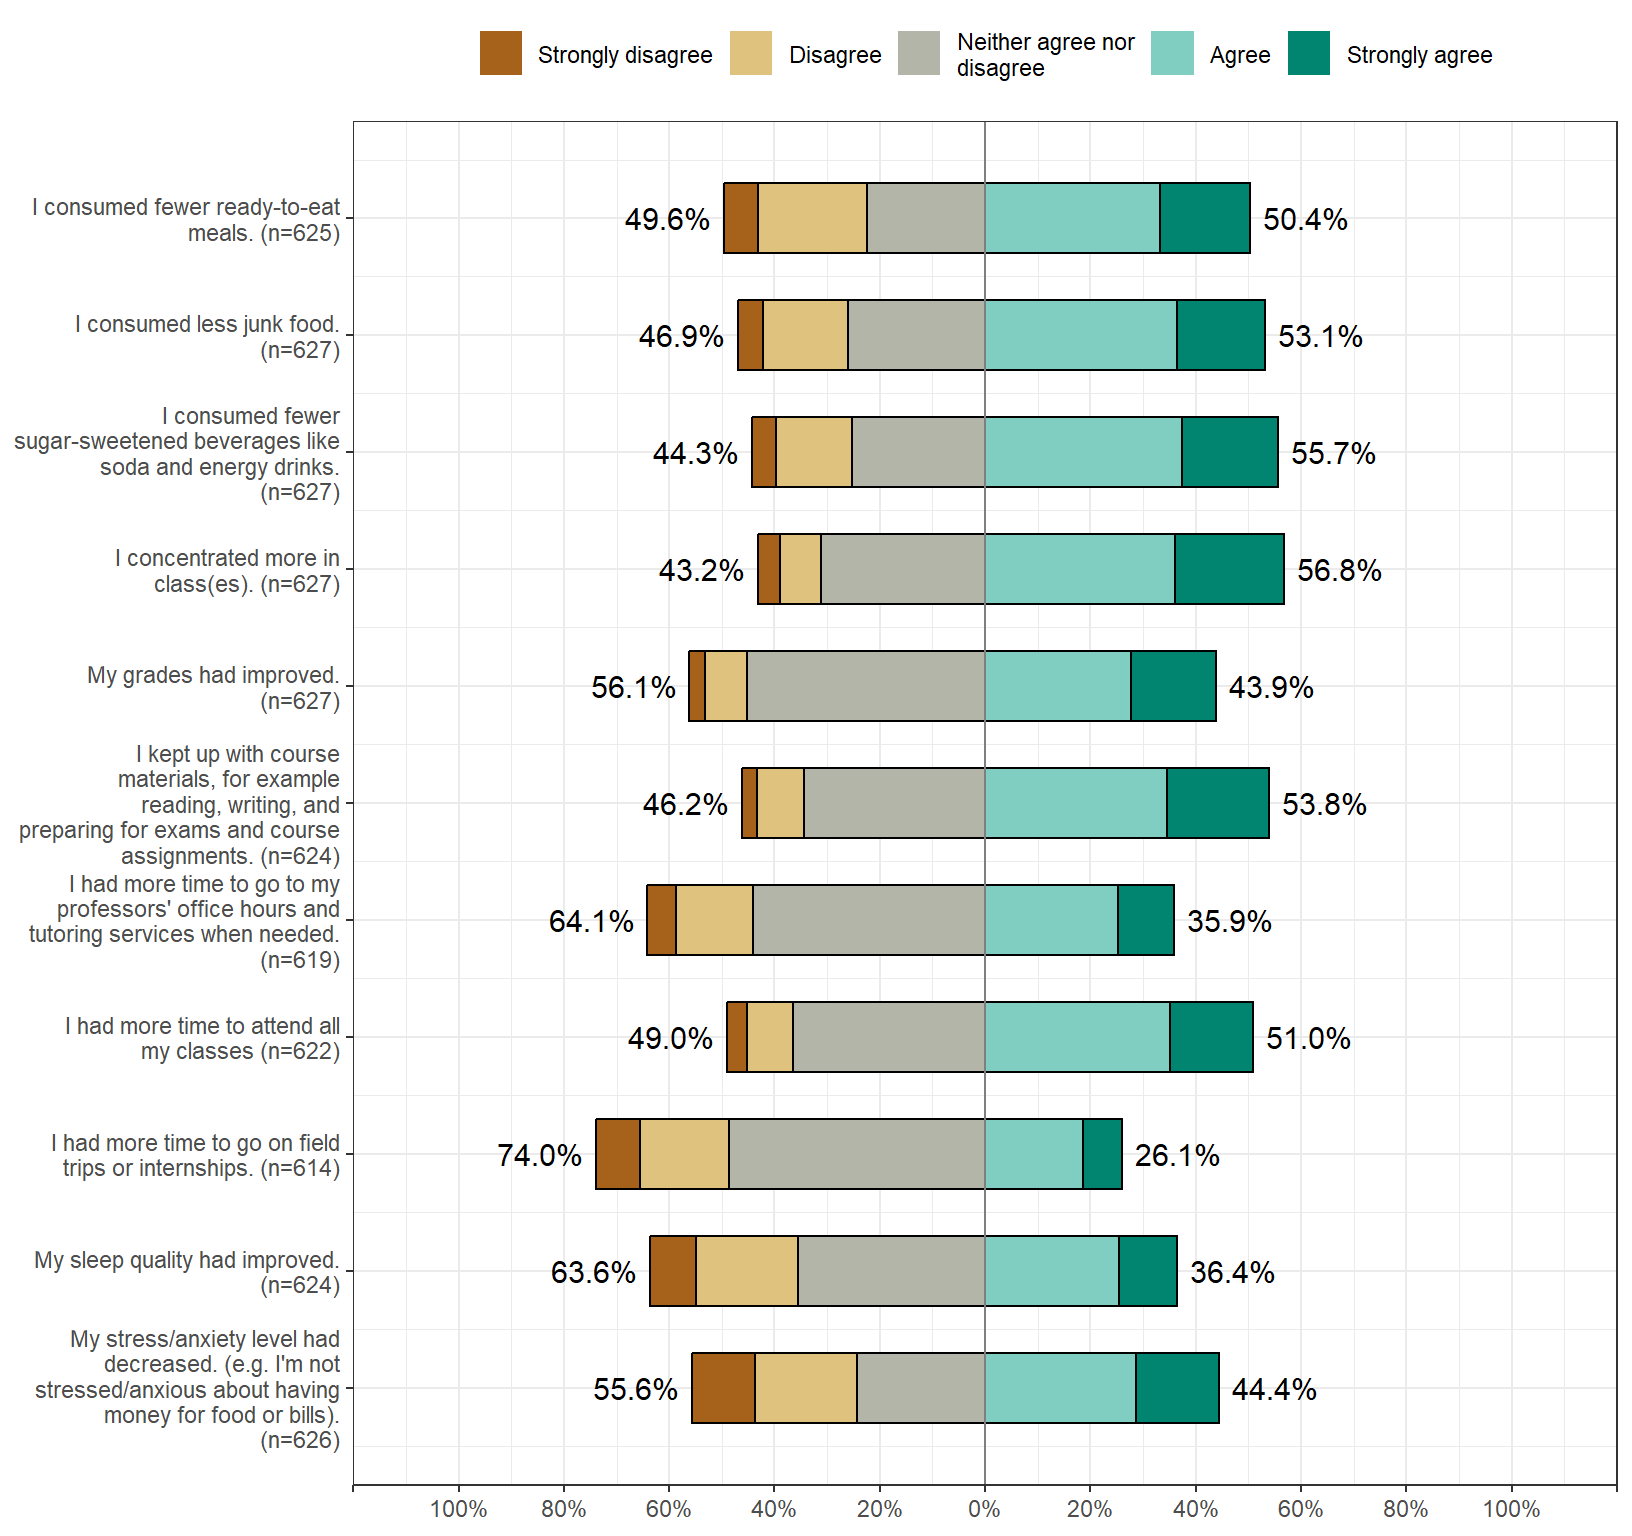 Strongly disagree
Disagree
Neither agree nor
disagree
Agree
Strongly agree
I consumed fewer ready-to-eat
meals. (n=625)
49.6%
50.4%
I consumed less junk food.
(n=627)
46.9%
53.1%
I consumed fewer
sugar-sweetened beverages like
soda and energy drinks.
(n=627)
44.3%
55.7%
I concentrated more in
class(es). (n=627)
43.2%
56.8%
My grades had improved.
(n=627)
56.1%
43.9%
I kept up with course
materials, for example
reading, writing, and
preparing for exams and course
assignments. (n=624)
46.2%
53.8%
I had more time to go to my
professors' office hours and
tutoring services when needed.
(n=619)
64.1%
35.9%
I had more time to attend all
my classes (n=622)
49.0%
51.0%
I had more time to go on field
trips or internships. (n=614)
74.0%
26.1%
My sleep quality had improved.
(n=624)
63.6%
36.4%
My stress/anxiety level had
decreased. (e.g. I'm not
stressed/anxious about having
money for food or bills).
(n=626)
55.6%
44.4%
100% 80% 60% 40% 20% 0% 20% 40% 60% 80% 100%